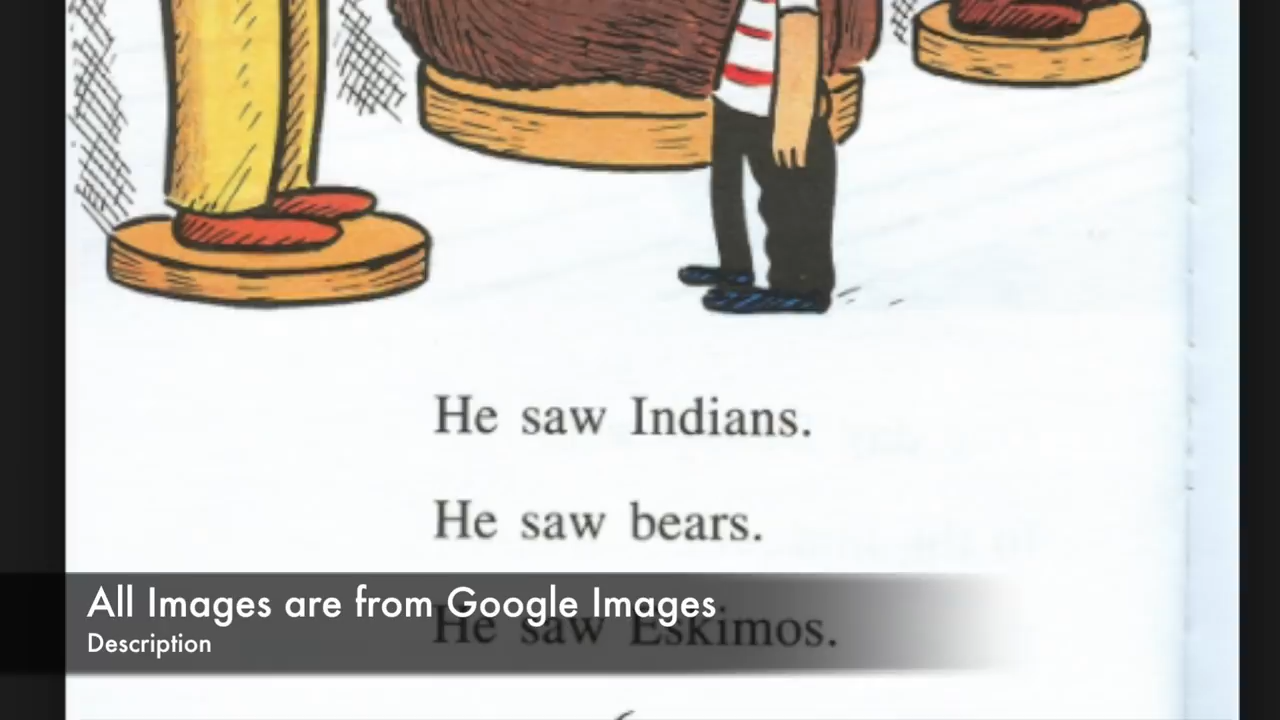 He saw Indians.
He saw bears.
All Images are from Google Images
He saw Eskimos.
Description